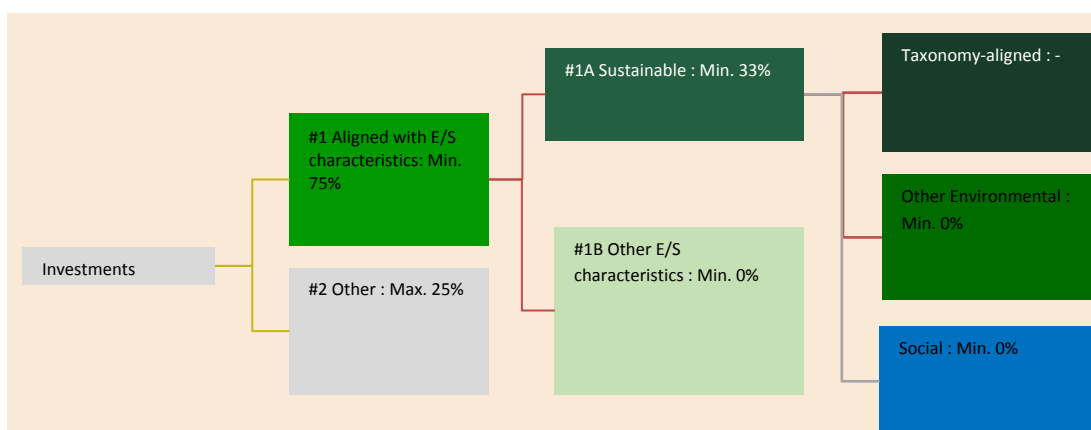 Investments
#1 Aligned with E/S
characteristics: Min.
75%
#2 Other : Max. 25%
#1A Sustainable : Min. 33%
#1B Other E/S
characteristics : Min. 0%
Taxonomy-aligned : -
Other Environmental :
Min. 0%
Social : Min. 0%